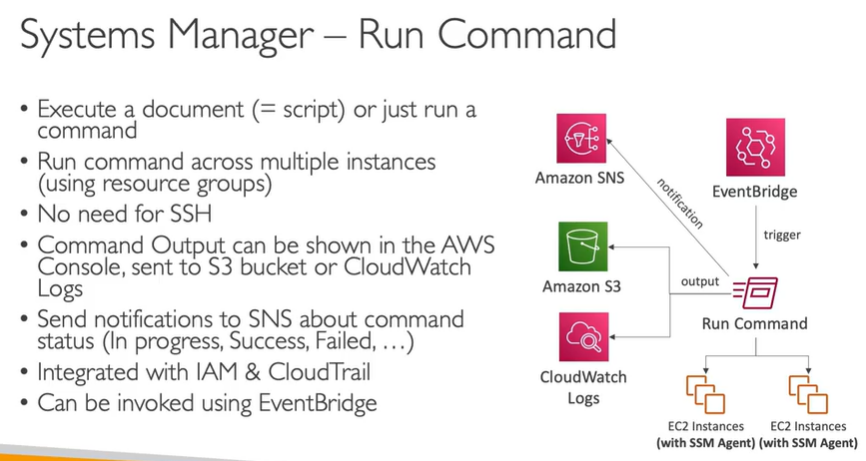 Systems Manager – Run Command
• Execute a document (= script) or just run a
command
• Run command across multiple instances
(using resource groups)
• No need for SSH
• Command Output can be shown in the AWS
Console, sent to S3 bucket or CloudWatch
Logs
• Send notifications to SNS about command
status (In progress, Success, Failed, …)
• Integrated with IAM & CloudTrail
• Can be invoked using EventBridge
Amazon SNS
notification
EventBridge
trigger
Amazon S3
output
Run Command
CloudWatch
Logs
EC2 Instances
(with SSM Agent)
EC2 Instances
(with SSM Agent)